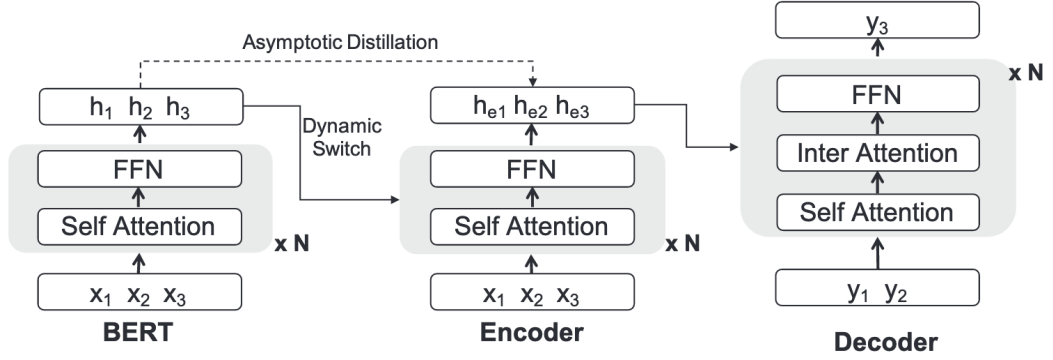 Asymptotic Distillation
h₁ h₂ h₃
FFN
Self Attention
x N
x₁ x₂ x₃
BERT
Dynamic
Switch
hₑ₁ hₑ₂ hₑ₃
FFN
Self Attention
x N
x₁ x₂ x₃
Encoder
y₃
x N
FFN
Inter Attention
Self Attention
y₁ y₂
Decoder